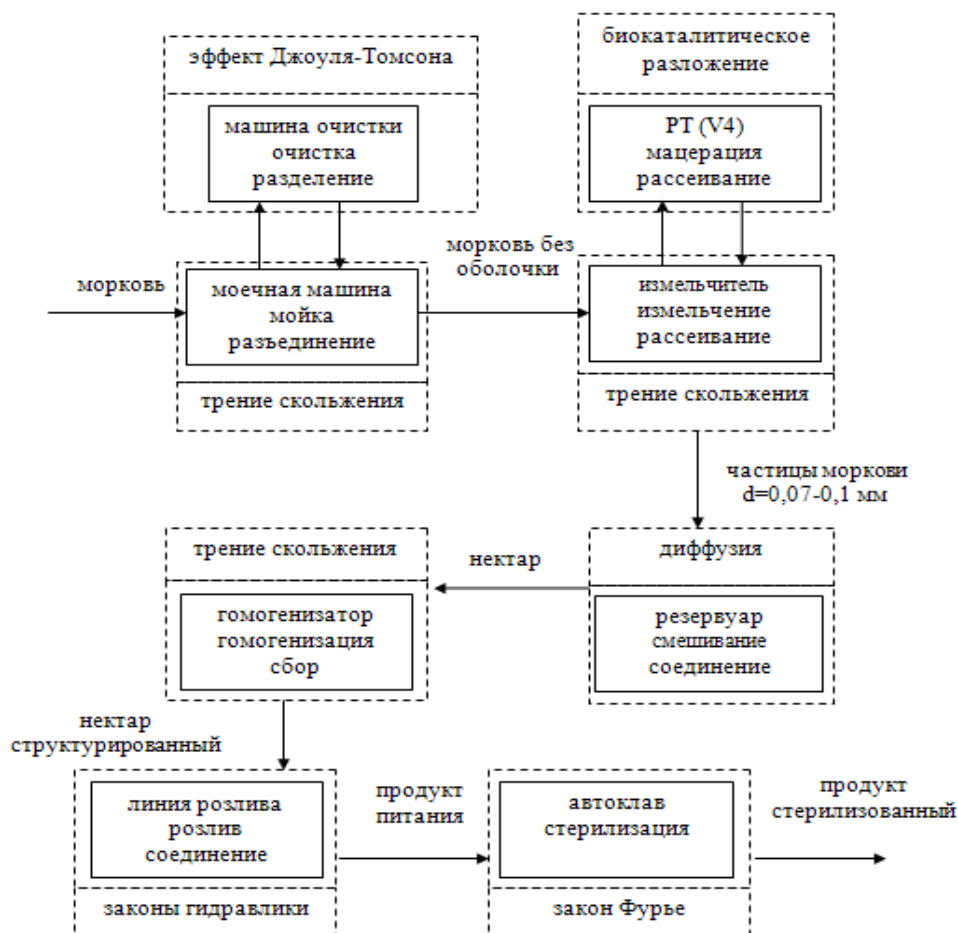 эффект Джоуля-Томсона
машина очистки
очистка
разделение
биокаталитическое
разложение
РТ (V4)
мацерация
рассеивание
морковь
моечная машина
мойка
разъединение
трение скольжения
морковь без
оболочки
измельчитель
измельчение
рассеивание
трение скольжения
частицы моркови
d=0,07-0,1 мм
диффузия
резервуар
смешивание
соединение
нектар
трение скольжения
гомогенизатор
гомогенизация
сбор
нектар
структурированный
линия розлива
розлив
соединение
законы гидравлики
продукт
питания
автоклав
стерилизация
закон Фурье
продукт
стерилизованный